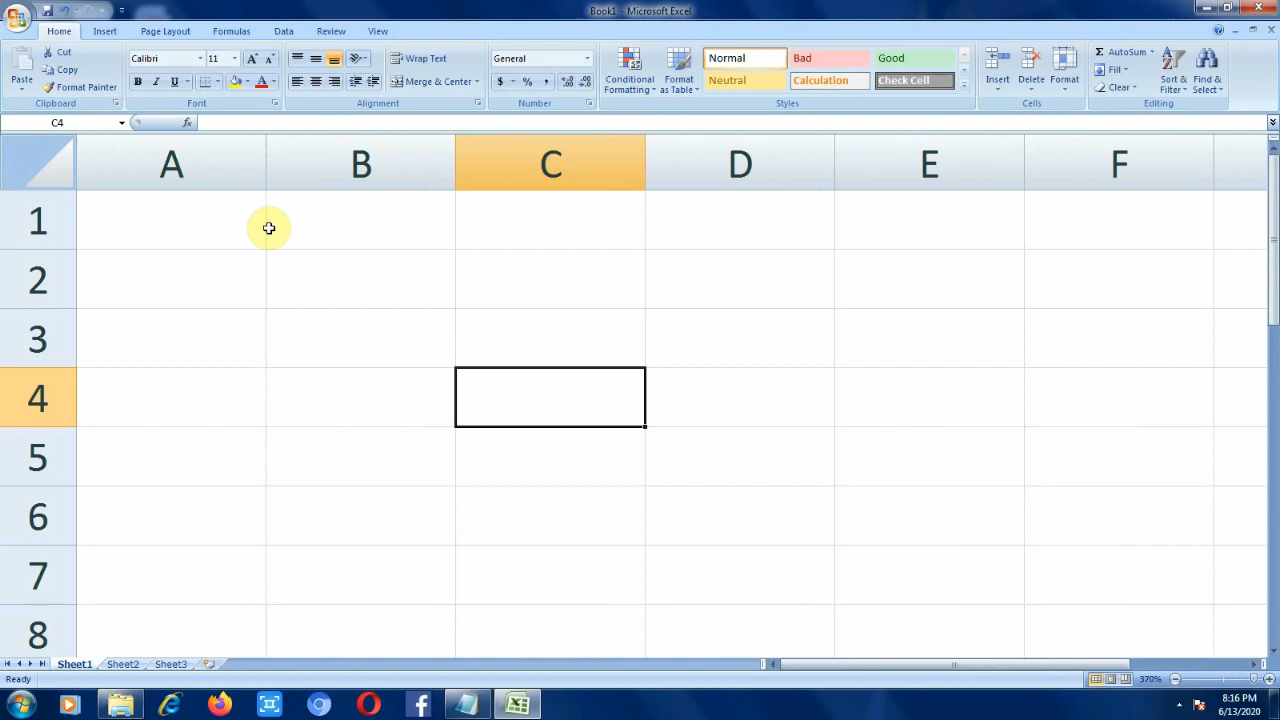 Book1 - Microsoft Excel
Home Insert Page Layout Formulas Data Review View
Cut
Copy
Format Painter
Paste
Clipboard
Calibri 11
B I U
Font
Wrap Text
Merge & Center
Alignment
General
$ % ,
Number
Conditional Formatting
Format as Table
Normal Bad Good
Neutral Calculation Check Cell
Styles
Insert Delete Format
Cells
AutoSum
Fill
Clear
Sort & Filter
Find & Select
Editing
C4 fx
A B C D E F
1
2
3
4
5
6
7
8
Sheet1 Sheet2 Sheet3
Ready 370%
8:16 PM
6/13/2020